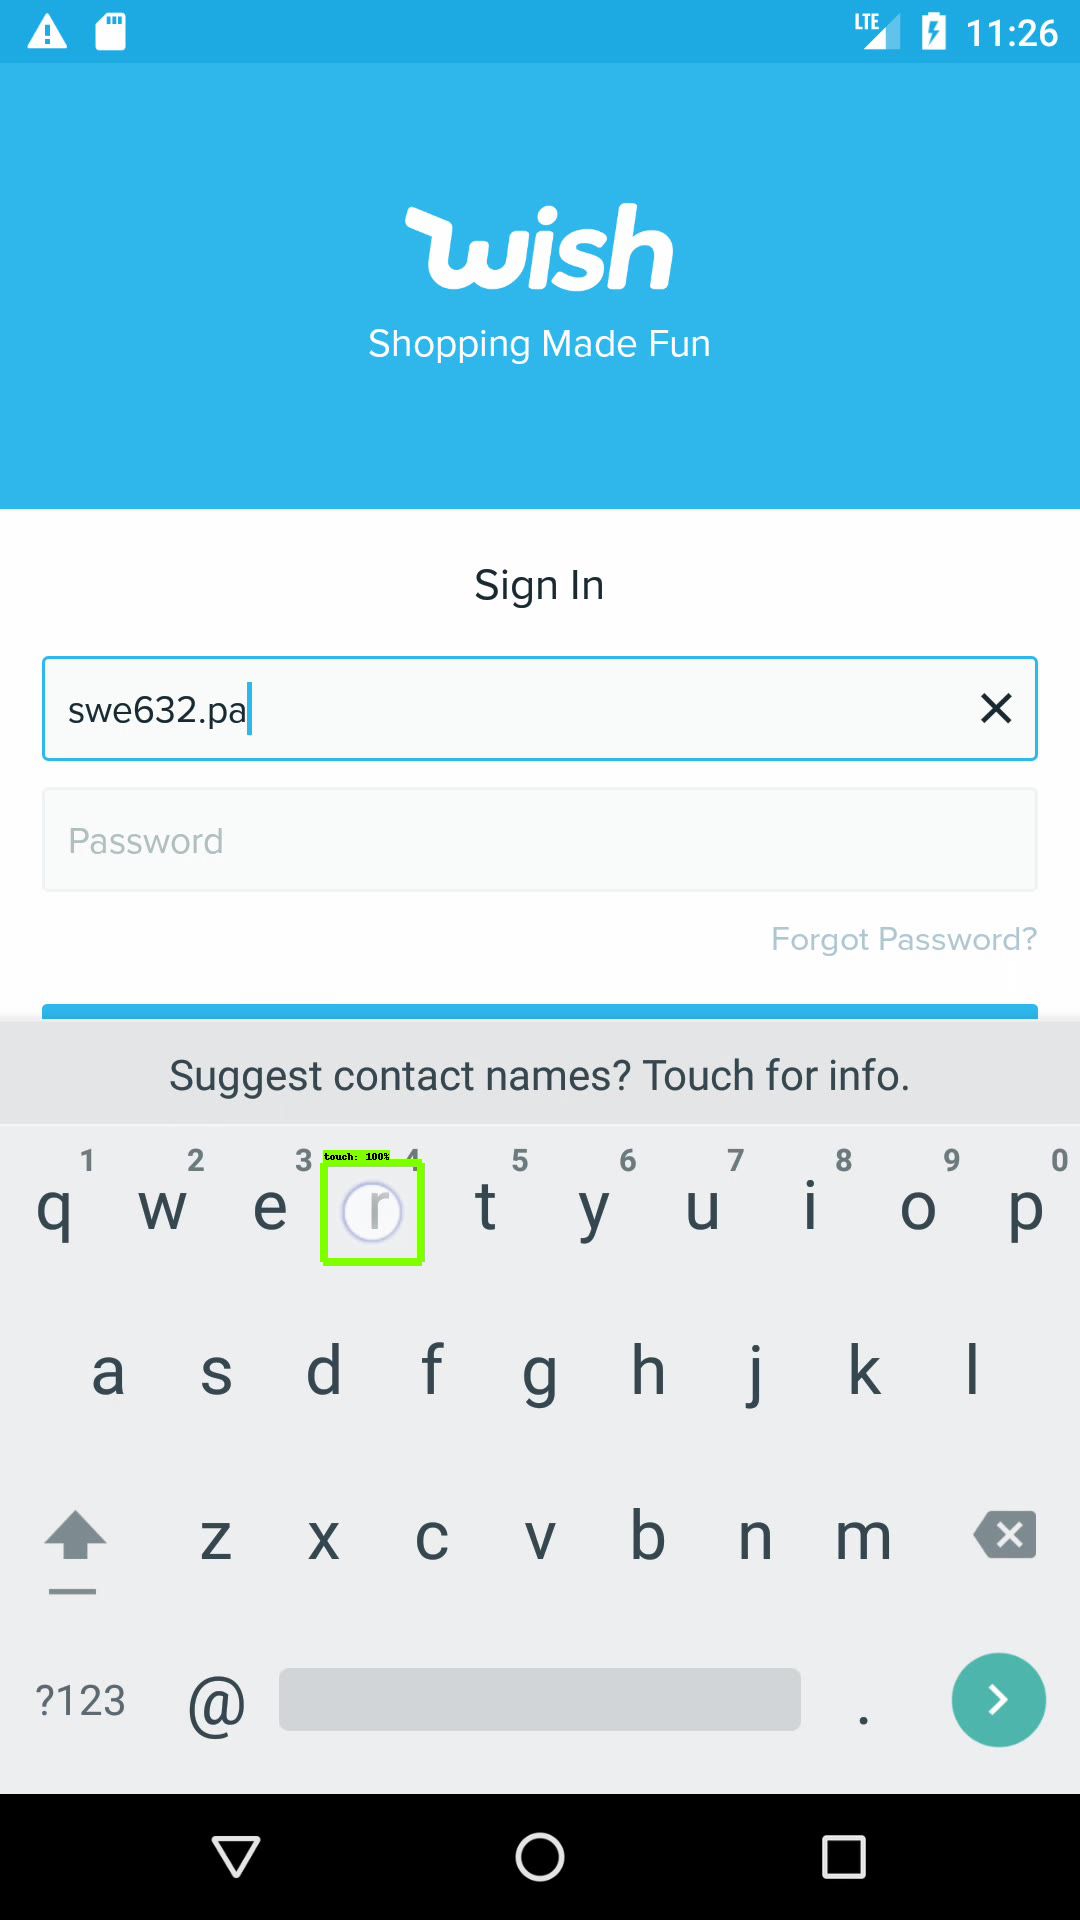 LTE 11:26
wish
Shopping Made Fun
Sign In
swe632.pa
Password
Forgot Password?
Suggest contact names? Touch for info.
touch: 100%
1 2 3 4 5 6 7 8 9 0
q w e r t y u i o p
a s d f g h j k l
z x c v b n m
?123 @ .